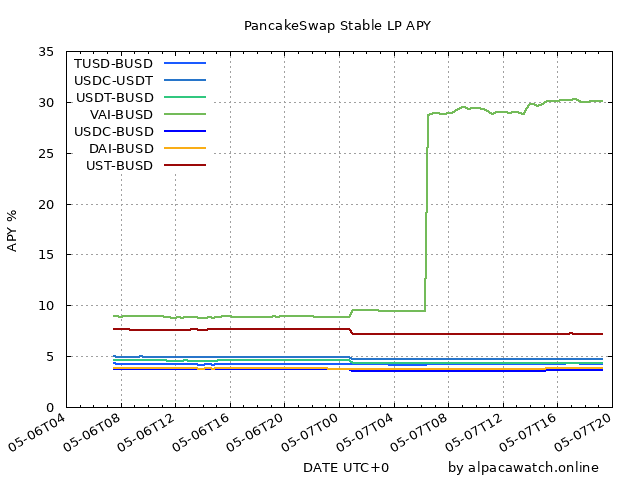 PancakeSwap Stable LP APY
35
30
25
20
15
10
5
0
APY %
TUSD-BUSD
USDC-USDT
USDT-BUSD
VAI-BUSD
USDC-BUSD
DAI-BUSD
UST-BUSD
05-06T04
05-06T08
05-06T12
05-06T16
05-06T20
05-07T00
05-07T04
05-07T08
05-07T12
05-07T16
05-07T20
DATE UTC+0
by alpacawatch.online